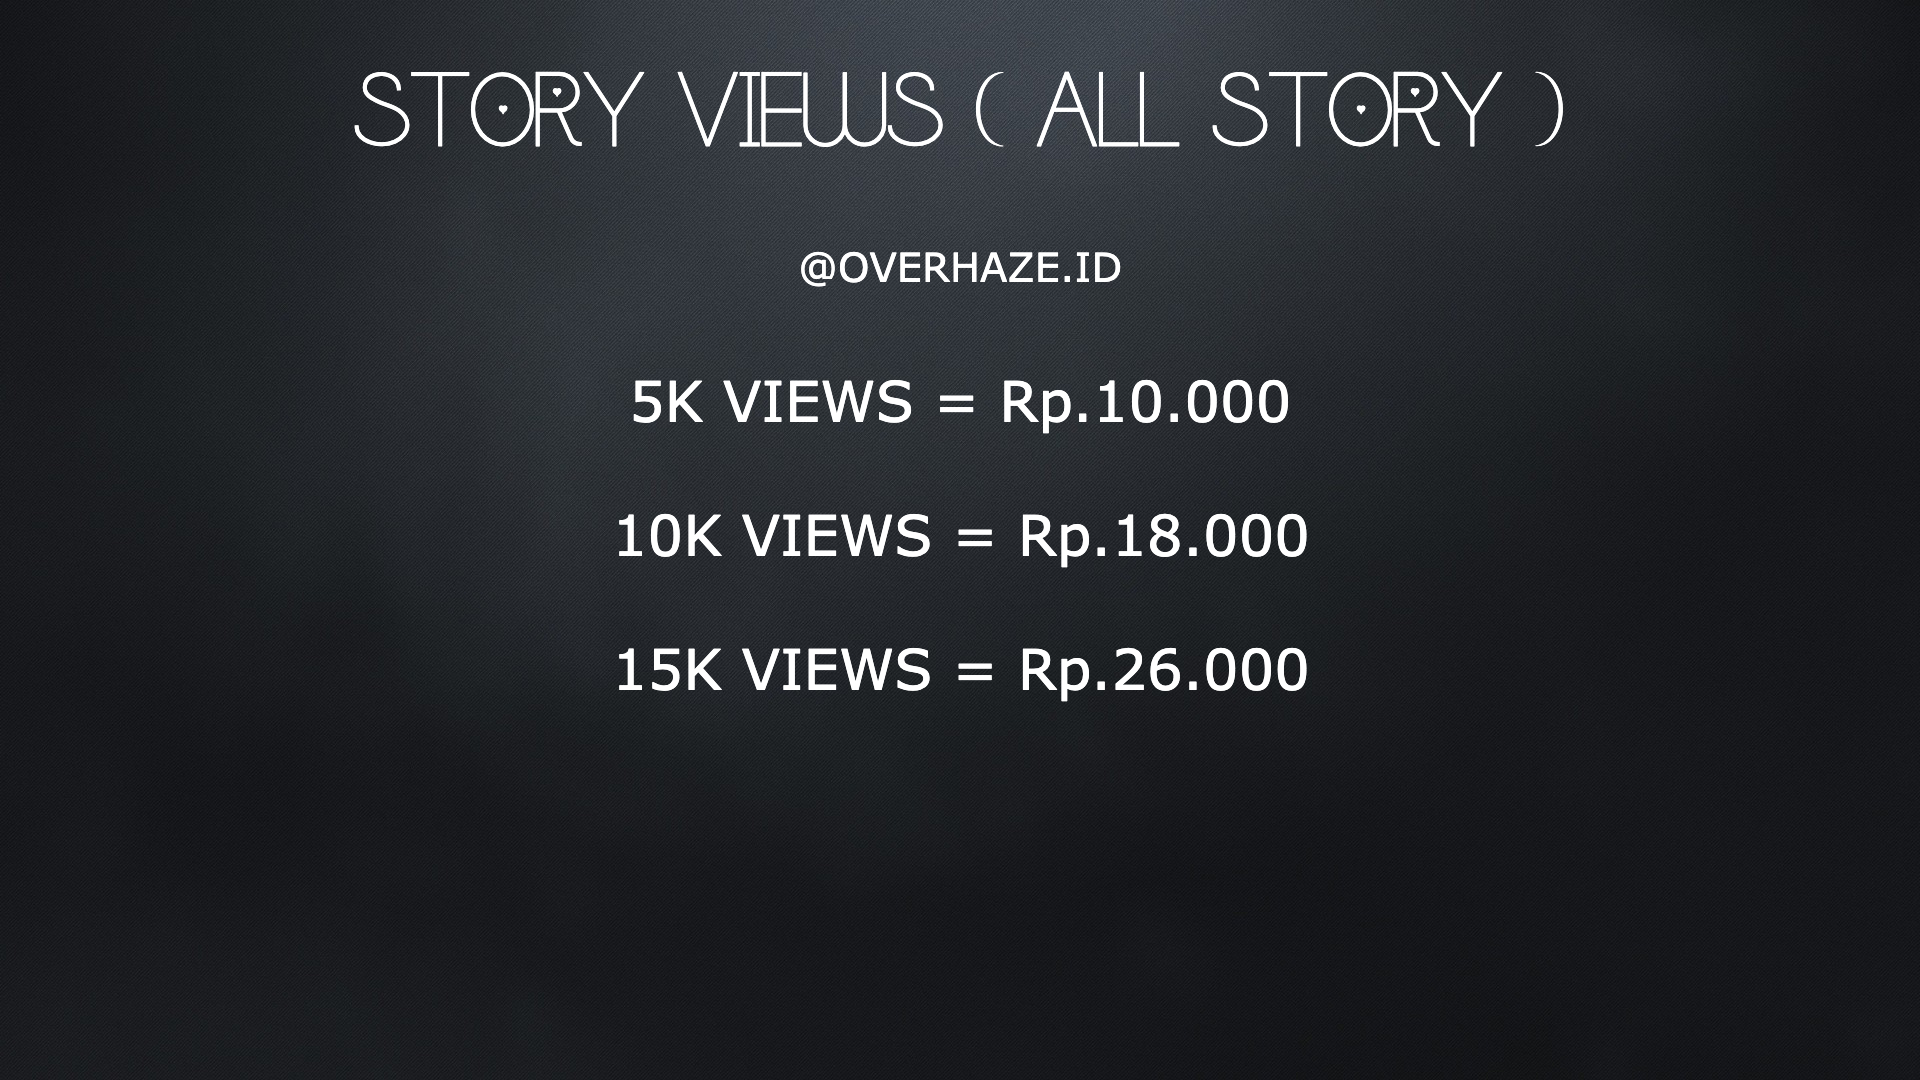 STORY VIEWS ( ALL STORY )
@OVERHAZE.ID
5K VIEWS = Rp.10.000
10K VIEWS = Rp.18.000
15K VIEWS = Rp.26.000